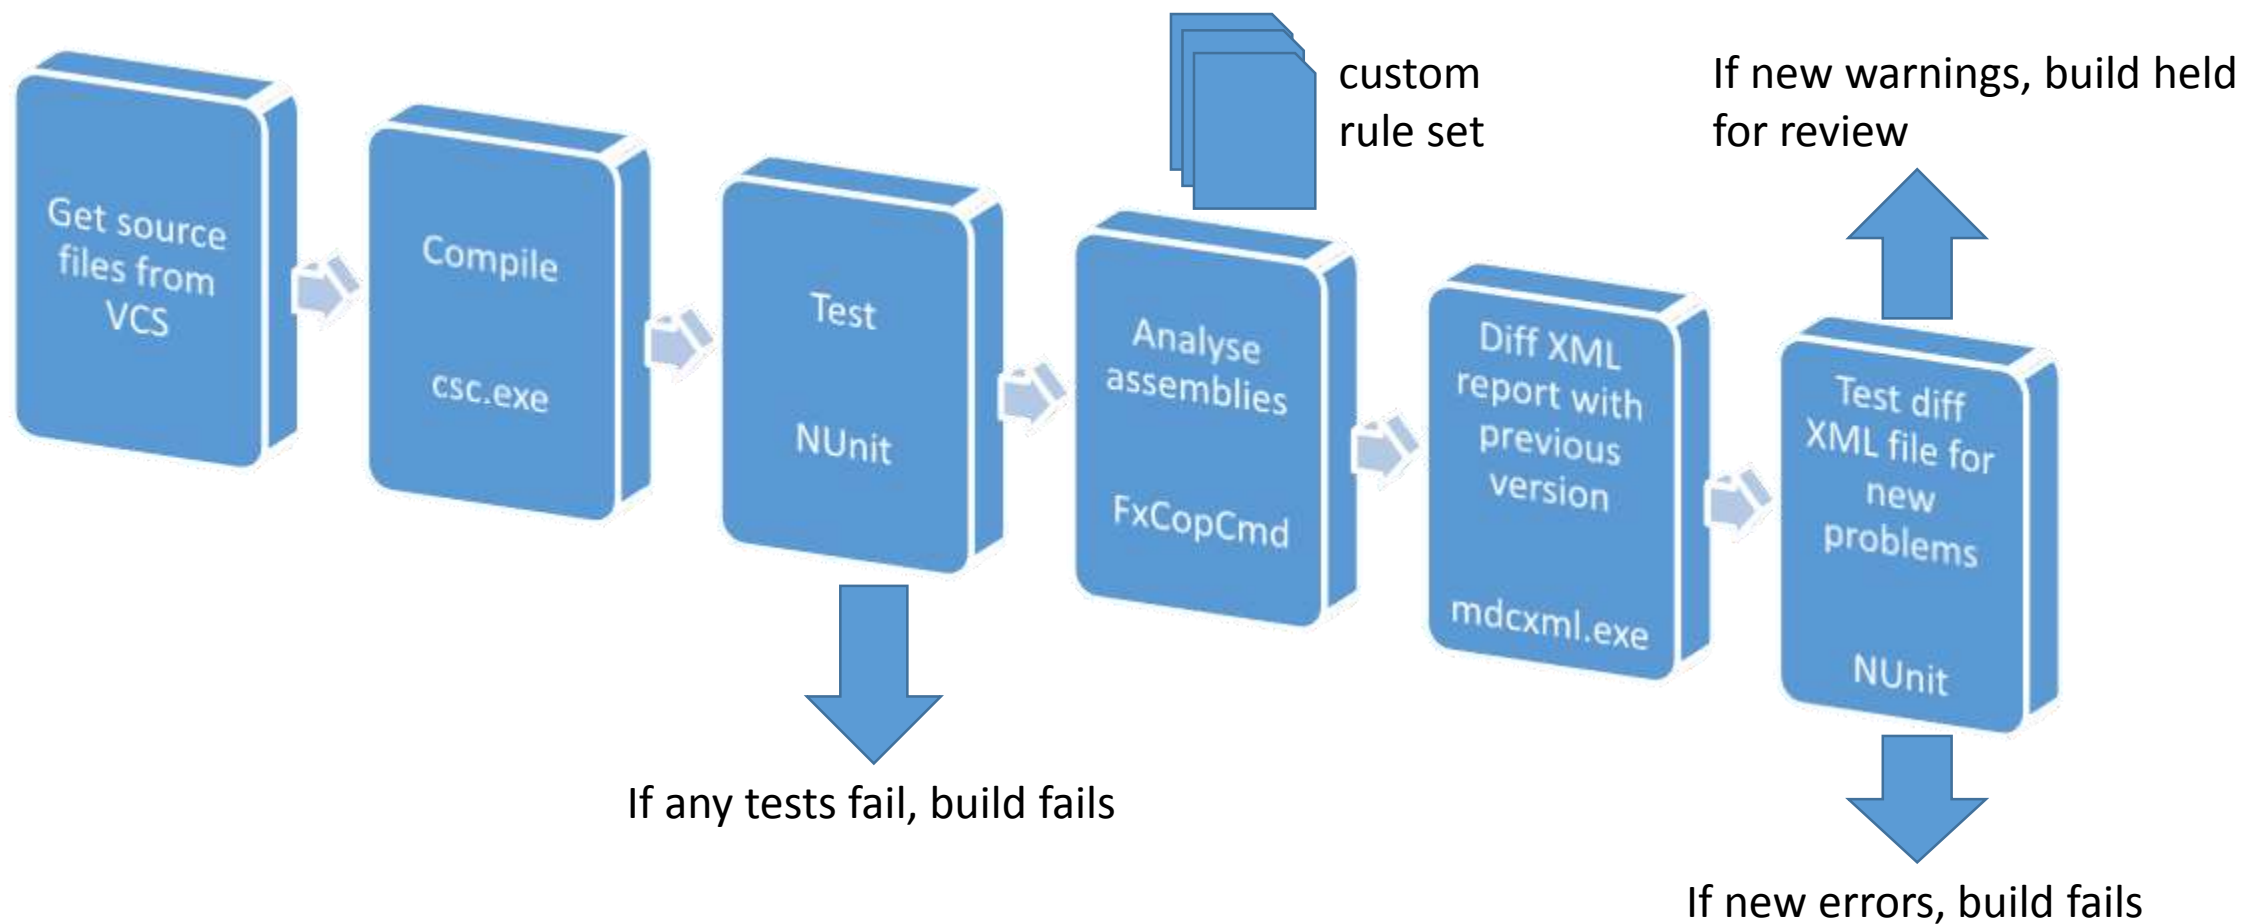 Get source
files from
VCS
Compile
csc.exe
Test
NUnit
If any tests fail, build fails
custom
rule set
Analyse
assemblies
FxCopCmd
Diff XML
report with
previous
version
mdcxml.exe
If new warnings, build held
for review
Test diff
XML file for
new
problems
NUnit
If new errors, build fails